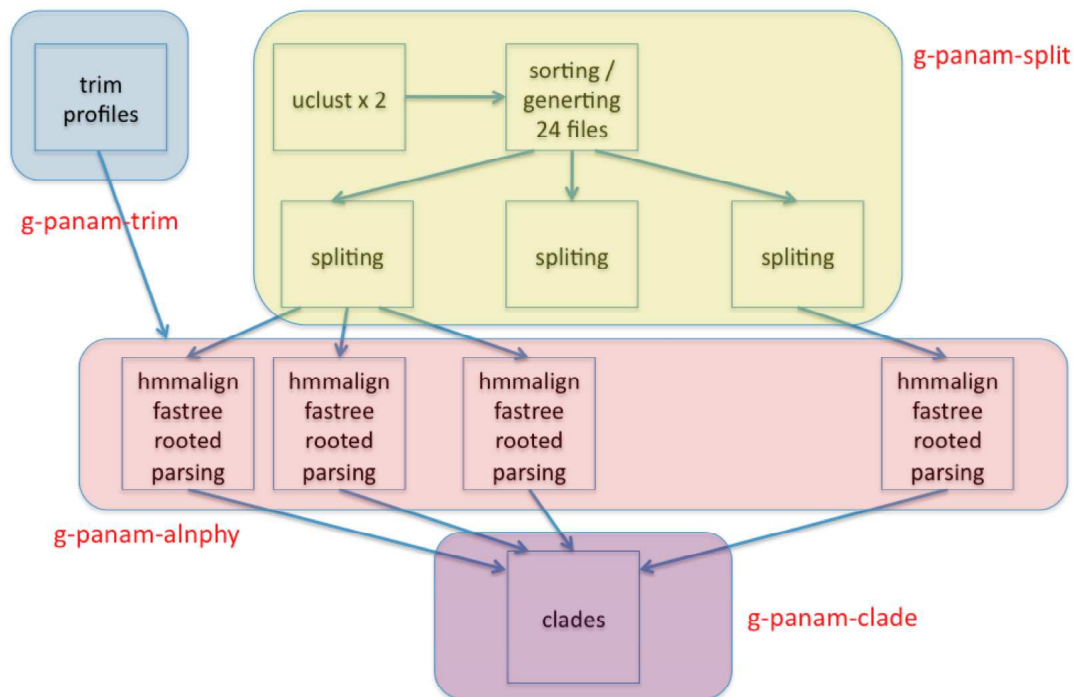 trim
profiles
g-panam-trim
uclust x 2
sorting /
generting
24 files
g-panam-split
spliting
spliting
spliting
hmmalign
fastree
rooted
parsing
hmmalign
fastree
rooted
parsing
hmmalign
fastree
rooted
parsing
hmmalign
fastree
rooted
parsing
g-panam-alnphy
clades
g-panam-clade